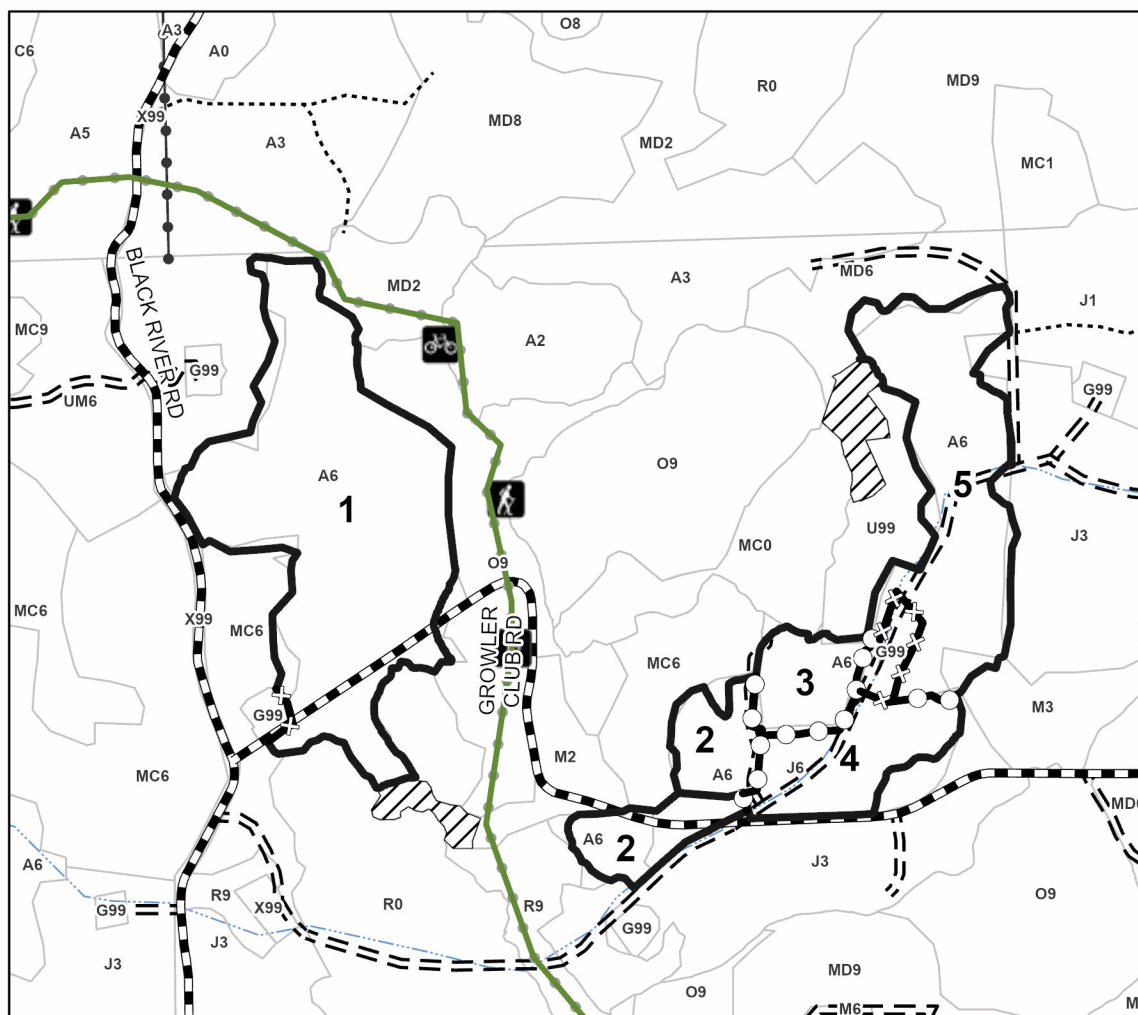 O8
A3
A0
C6
R0
MD9
X99
MD8
A5
A3
MD2
MC1
MD6
A3
MD2
J1
MC9
A2
BLACK RIVER RD
G99
UM6
G99
A6
O9
A6
1
5
U99
J3
MC0
O9
MC6
X99
MC6
GROWLER
CLUB RD
MC6
A6
G99
3
G99
M3
2
M2
4
J6
MC6
A6
MD6
A6
2
J3
A6
R9
X99
R0
R9
O9
G99
G99
J3
J3
MD9
O9
M6
M